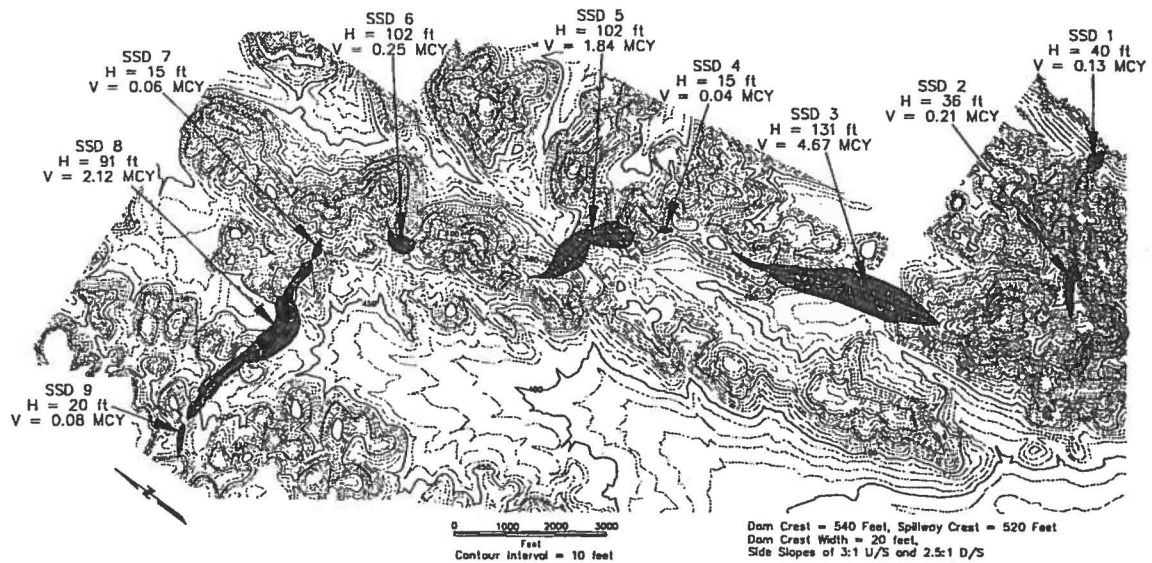 SSD 6
H = 102 ft
V = 0.25 MCY
SSD 5
H = 102 ft
V = 1.84 MCY
SSD 1
H = 40 ft
V = 0.13 MCY
SSD 7
H = 15 ft
V = 0.06 MCY
SSD 4
H = 15 ft
V = 0.04 MCY
SSD 2
H = 36 ft
V = 0.21 MCY
SSD 3
H = 131 ft
V = 4.67 MCY
SSD 8
H = 91 ft
V = 2.12 MCY
SSD 9
H = 20 ft
V = 0.08 MCY
N
400
0 1000 2000 3000
Feet
Contour Interval = 10 feet
Dam Crest = 540 Feet, Spillway Crest = 520 Feet
Dam Crest Width = 20 feet,
Side Slopes of 3:1 U/S and 2.5:1 D/S